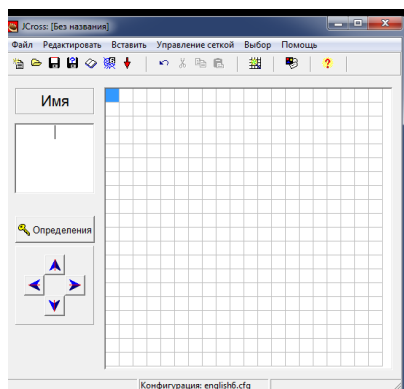 JCross: [Без названия]
Файл Редактировать Вставить Управление сеткой Выбор Помощь
Имя
Определения
Конфигурация: english6.cfg